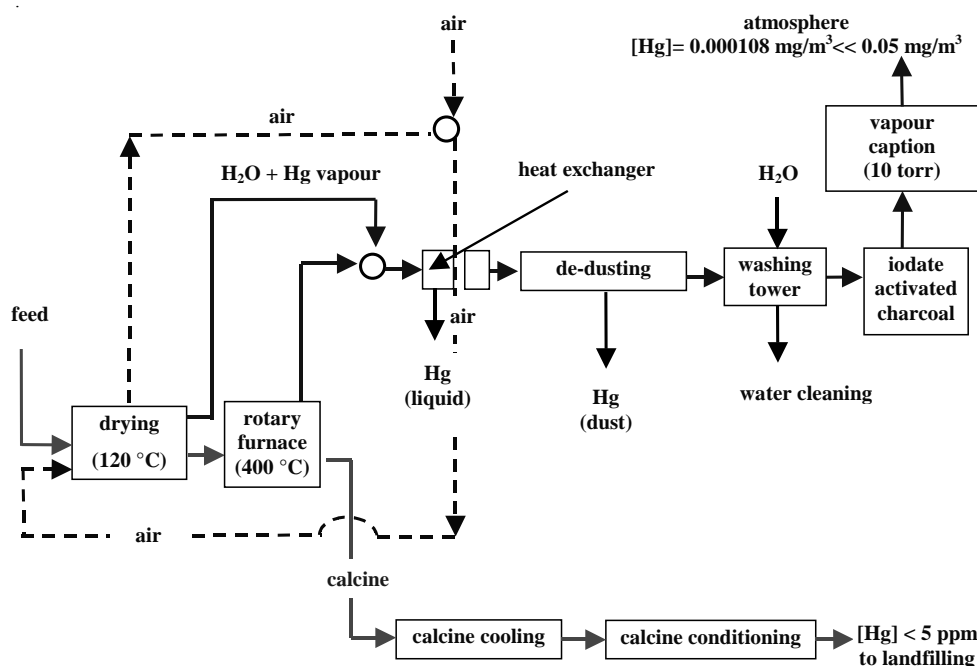 air
atmosphere
[Hg]= 0.000108 mg/m³<< 0.05 mg/m³
air
vapour
caption
(10 torr)
H₂O + Hg vapour
heat exchanger
H₂O
de-dusting
washing
tower
iodate
activated
charcoal
feed
air
Hg
(liquid)
Hg
(dust)
water cleaning
drying
(120 °C)
rotary
furnace
(400 °C)
air
calcine
calcine cooling
calcine conditioning
[Hg] < 5 ppm
to landfilling